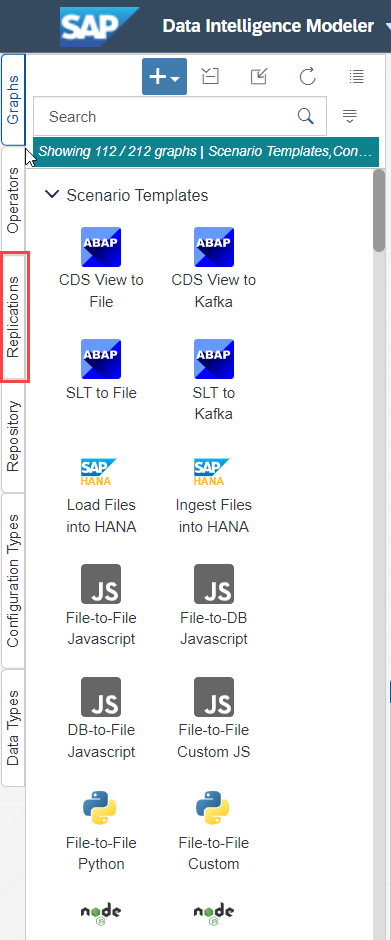 SAP Data Intelligence Modeler
Graphs
Operators
Replications
Repository
Configuration Types
Data Types
Search
Showing 112 / 212 graphs | Scenario Templates,Con...
Scenario Templates
ABAP ABAP
CDS View to CDS View to
File Kafka
ABAP ABAP
SLT to File SLT to
Kafka
SAP SAP
HANA HANA
Load Files Ingest Files
into HANA into HANA
JS JS
File-to-File File-to-DB
Javascript Javascript
JS JS
DB-to-File File-to-File
Javascript Custom JS
File-to-File File-to-File
Python Custom
node node
JS JS